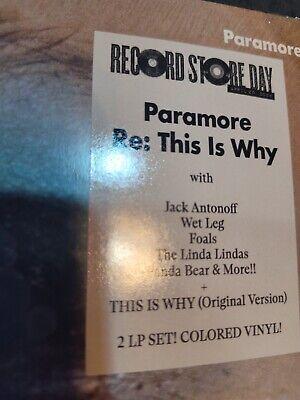 Paramore
RECORD STORE DAY
Paramore
Re: This Is Why
with
Jack Antonoff
Wet Leg
Foals
The Linda Lindas
Panda Bear & More!!
+
THIS IS WHY (Original Version)
2 LP SET! COLORED VINYL!